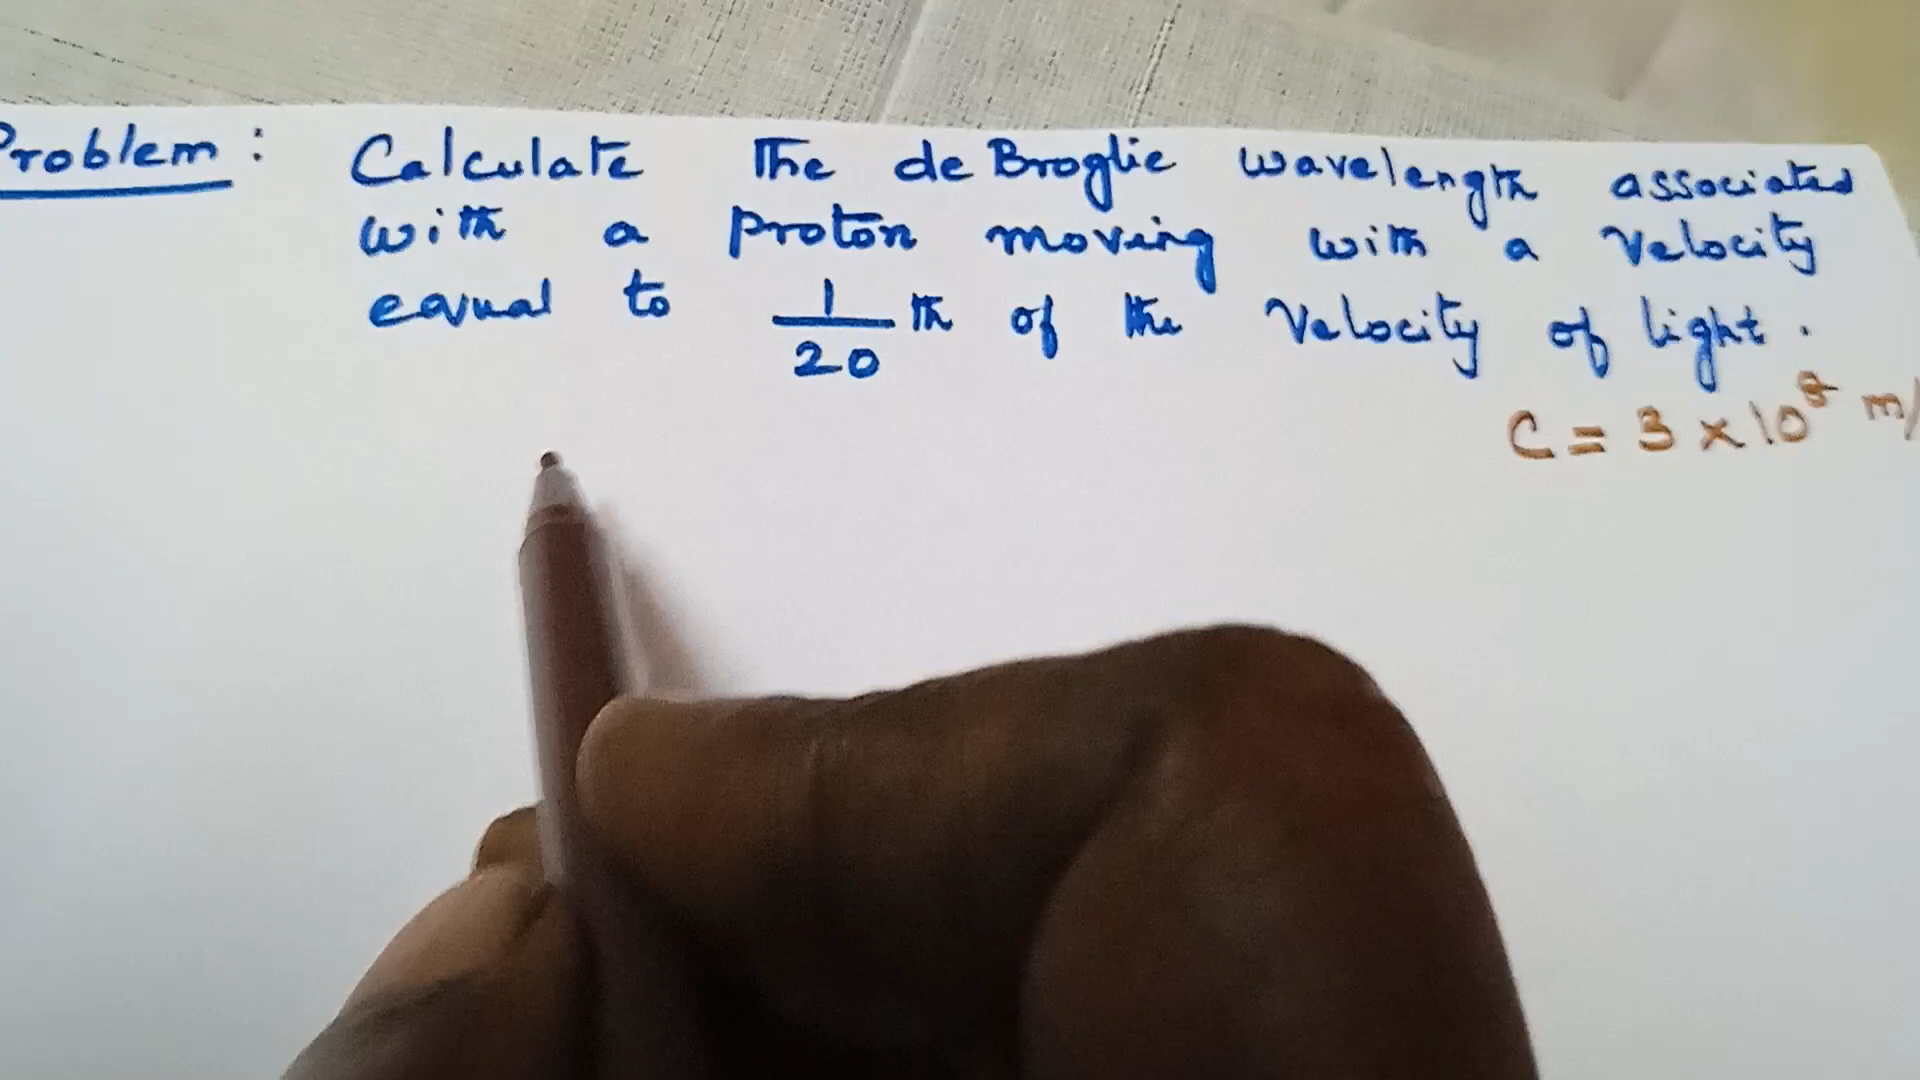 Problem: Calculate the de Broglie wavelength associated
with a proton moving with a velocity
equal to 1/20 th of the velocity of light.
C = 3 × 10⁸ m/